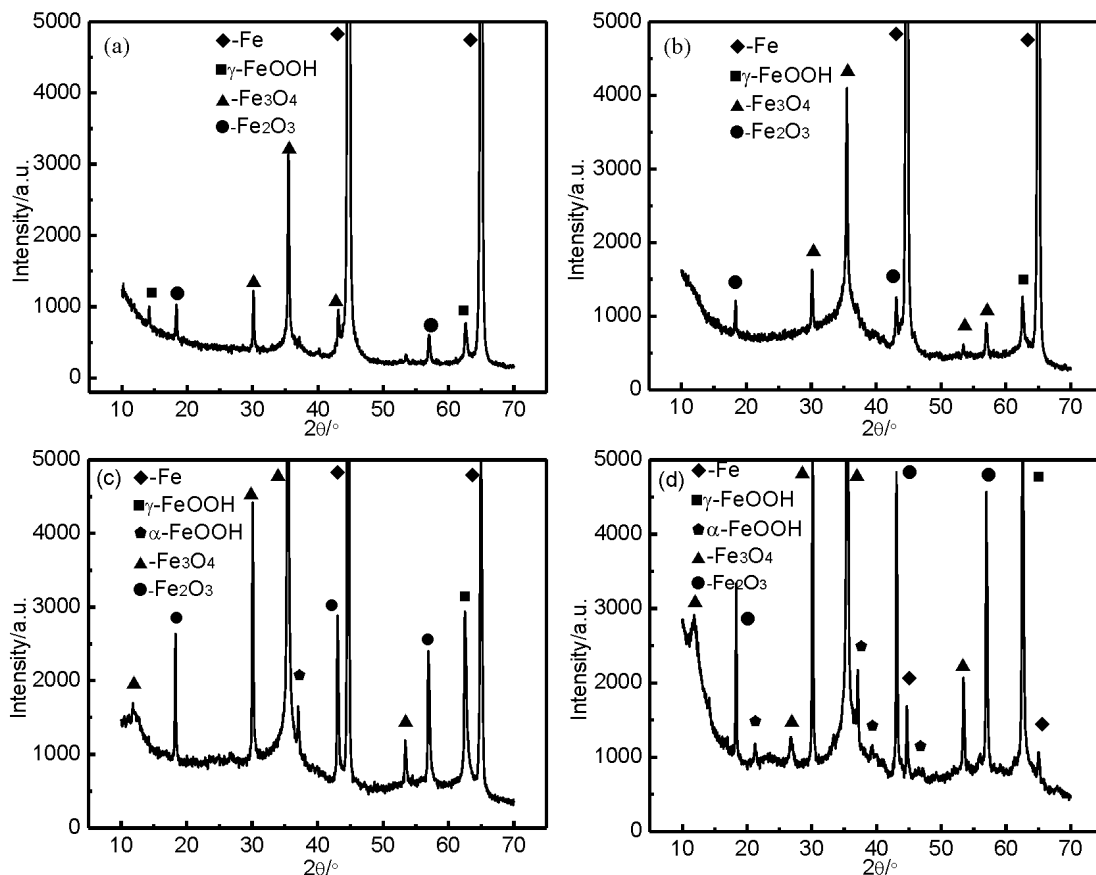 (a)
◆-Fe
■γ-FeOOH
▲-Fe3O4
●-Fe2O3
Intensity/a.u.
5000
4000
3000
2000
1000
0
10 20 30 40 50 60 70
2θ/°
(b)
◆-Fe
■γ-FeOOH
▲-Fe3O4
●-Fe2O3
Intensity/a.u.
5000
4000
3000
2000
1000
0
10 20 30 40 50 60 70
2θ/°
(c)
◆-Fe
■γ-FeOOH
⬟α-FeOOH
▲-Fe3O4
●-Fe2O3
Intensity/a.u.
5000
4000
3000
2000
1000
0
10 20 30 40 50 60 70
2θ/°
(d)
◆-Fe
■γ-FeOOH
⬟α-FeOOH
▲-Fe3O4
●-Fe2O3
Intensity/a.u.
5000
4000
3000
2000
1000
0
10 20 30 40 50 60 70
2θ/°